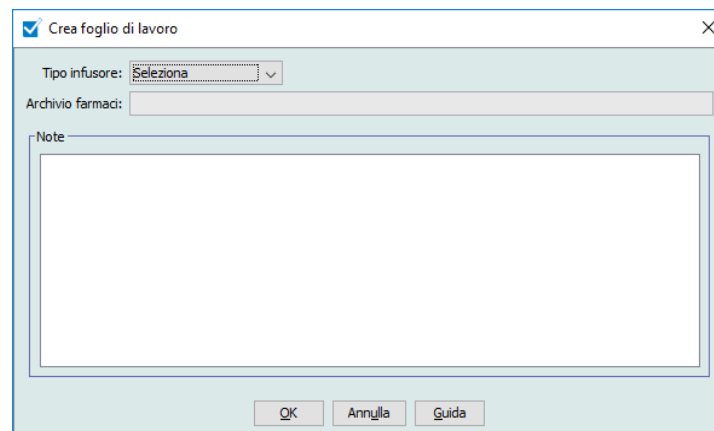 Crea foglio di lavoro
Tipo infusore: Seleziona
Archivio farmaci:
Note
OK Annulla Guida